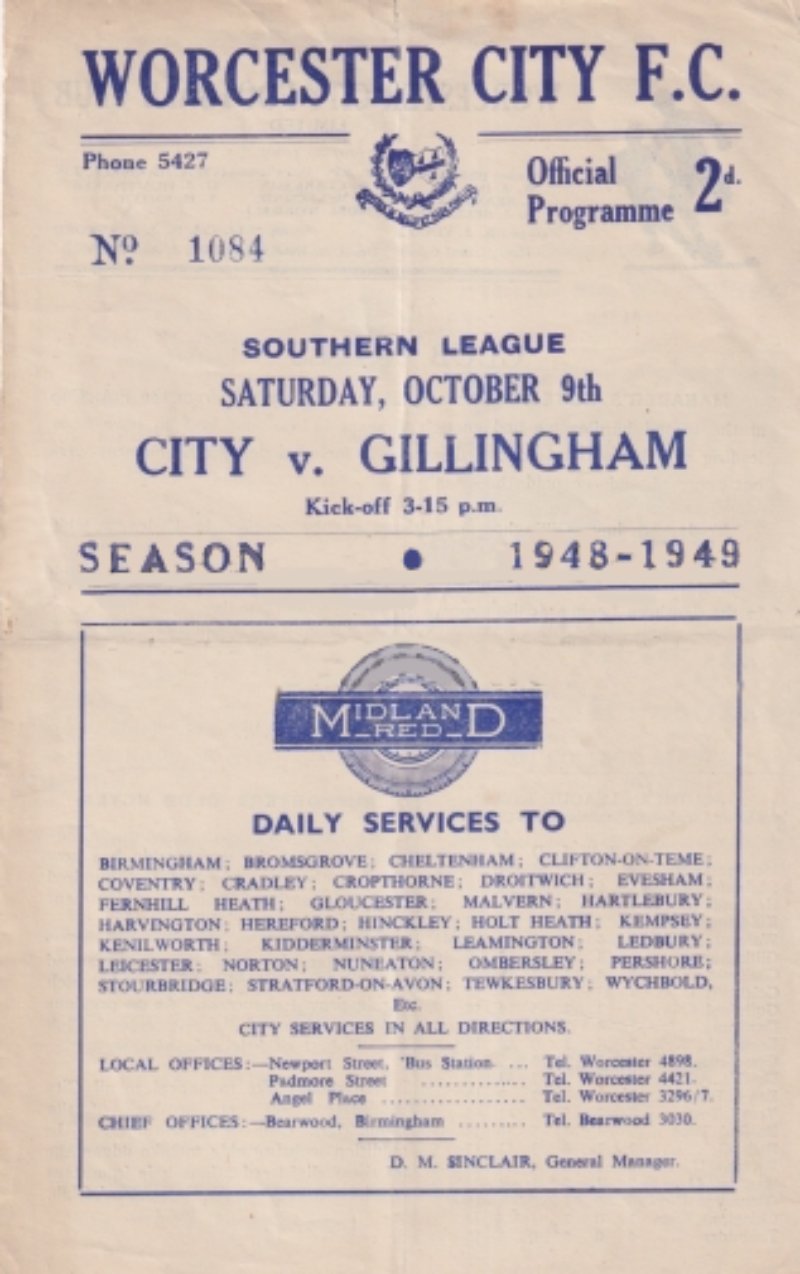 WORCESTER CITY F.C.
Phone 5427
Official
Programme
2d.
No. 1084
SOUTHERN LEAGUE
SATURDAY, OCTOBER 9th
CITY v. GILLINGHAM
Kick-off 3-15 p.m.
SEASON • 1948-1949
MIDLAND
RED
DAILY SERVICES TO
BIRMINGHAM; BROMSGROVE; CHELTENHAM; CLIFTON-ON-TEME;
COVENTRY; CRADLEY; CROPTHORNE; DROITWICH; EVESHAM;
FERNHILL HEATH; GLOUCESTER; MALVERN; HARTLEBURY;
HARVINGTON; HEREFORD; HINCKLEY; HOLT HEATH; KEMPSEY;
KENILWORTH; KIDDERMINSTER; LEAMINGTON; LEDBURY;
LEICESTER; NORTON; NUNEATON; OMBERSLEY; PERSHORE;
STOURBRIDGE; STRATFORD-ON-AVON; TEWKESBURY; WYCHBOLD,
Etc.
CITY SERVICES IN ALL DIRECTIONS.
LOCAL OFFICES:—Newport Street, 'Bus Station ... Tel. Worcester 4898.
Padmore Street ............. Tel. Worcester 4421.
Angel Place ................... Tel. Worcester 3296/7.
CHIEF OFFICES:—Bearwood, Birmingham ......... Tel. Bearwood 3030.
D. M. SINCLAIR, General Manager.